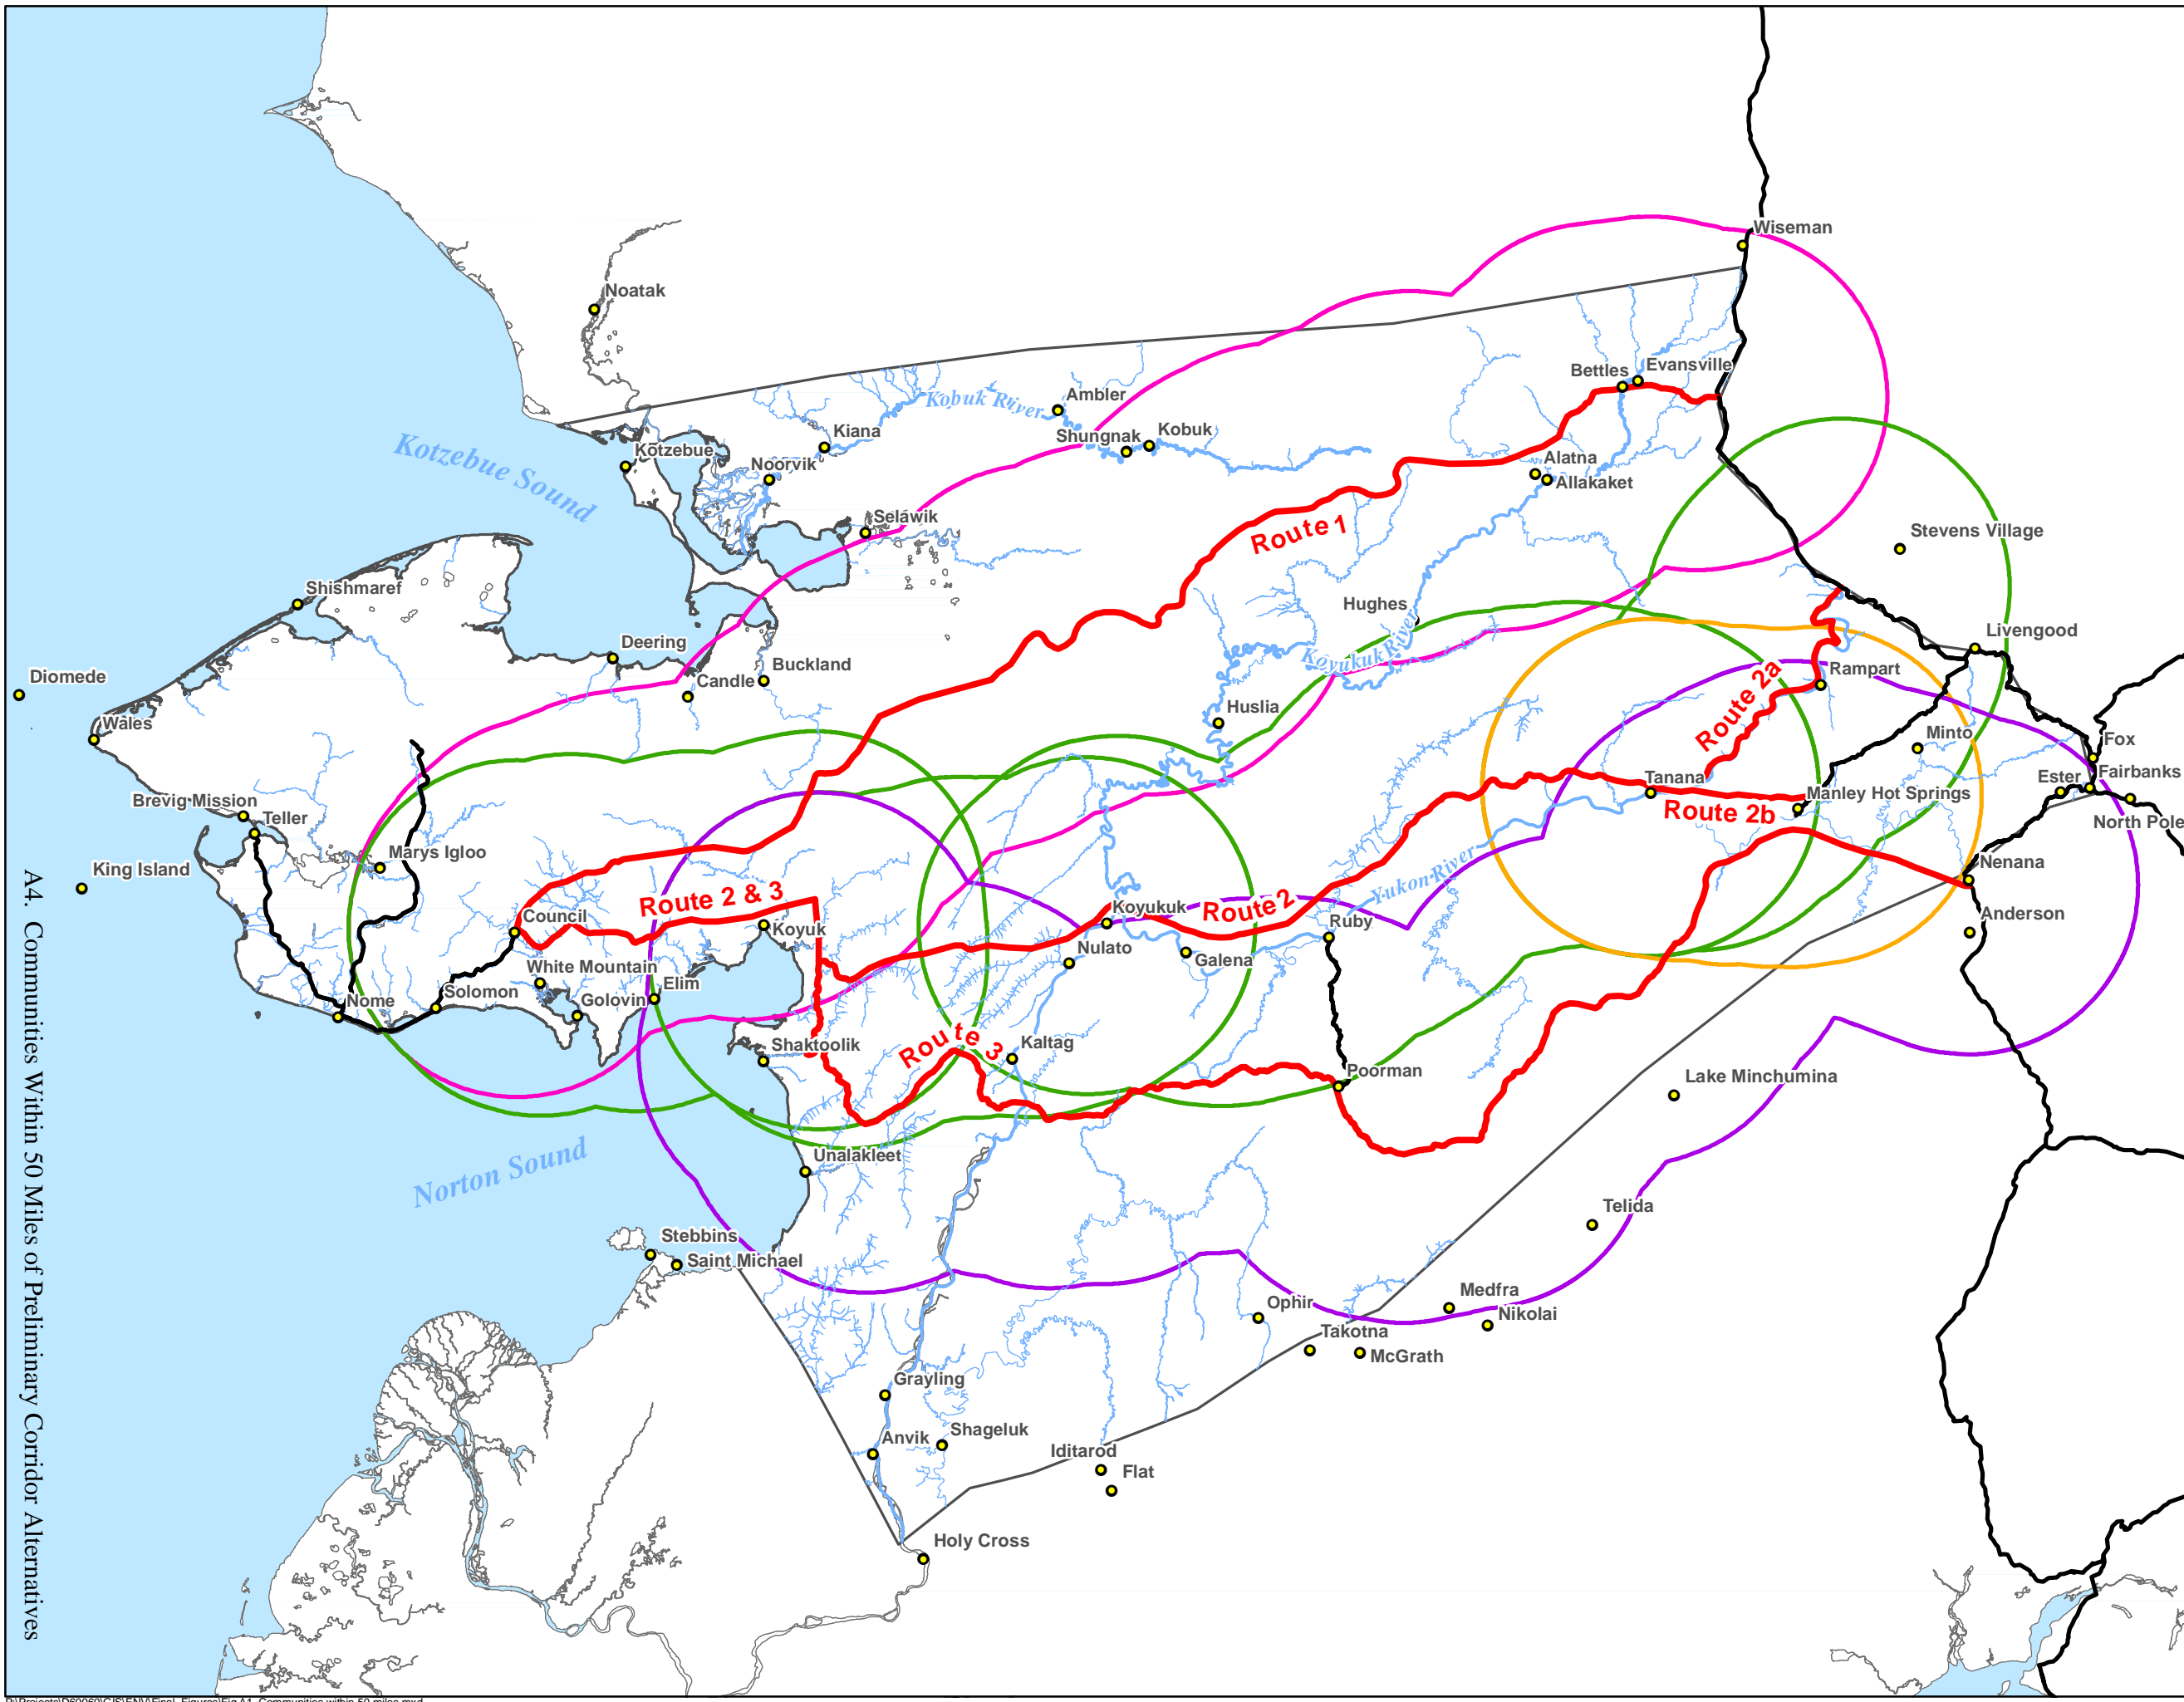 Wiseman
Noatak
Bettles
Evansville
Ambler
Kobuk River
Kiana
Shungnak
Kobuk
Kotzebue Sound
Kotzebue
Noorvik
Alatna
Allakaket
Selawik
Route 1
Stevens Village
Shishmaref
Hughes
Deering
Livengood
Koyukuk River
Buckland
Diomede
Candle
Rampart
Route 2a
Huslia
Wales
Minto
Fox
Tanana
Ester
Fairbanks
Brevig Mission
Manley Hot Springs
Teller
Route 2b
North Pole
Marys Igloo
Yukon River
Nenana
King Island
Route 2 & 3
Route 2
Council
Koyukuk
Anderson
Koyuk
Ruby
Nulato
Galena
White Mountain
Elim
Solomon
Golovin
Nome
Route 3
Kaltag
Shaktoolik
Poorman
Lake Minchumina
Norton Sound
Unalakleet
Telida
Stebbins
Saint Michael
Medfra
Ophir
Nikolai
Takotna
McGrath
Grayling
Shageluk
Anvik
Iditarod
Flat
Holy Cross
A4. Communities Within 50 Miles of Preliminary Corridor Alternatives